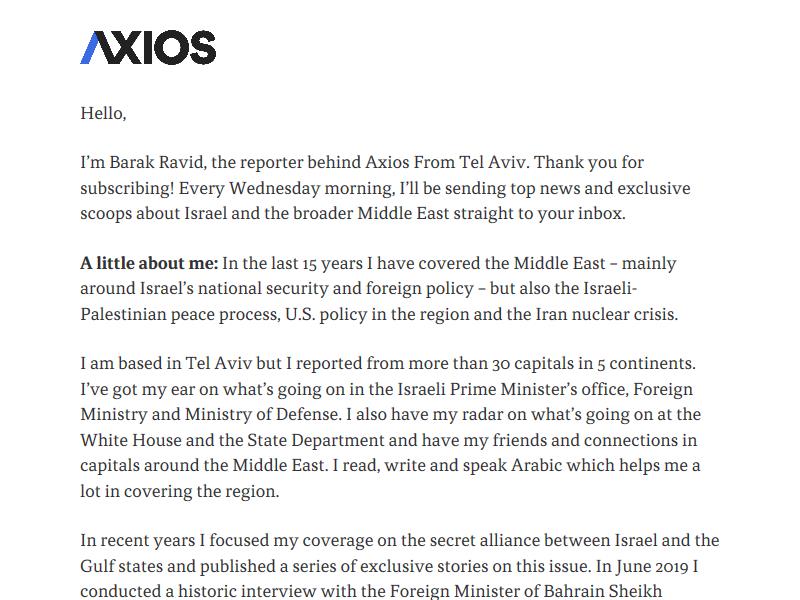 AXIOS
Hello,
I’m Barak Ravid, the reporter behind Axios From Tel Aviv. Thank you for
subscribing! Every Wednesday morning, I’ll be sending top news and exclusive
scoops about Israel and the broader Middle East straight to your inbox.
A little about me: In the last 15 years I have covered the Middle East – mainly
around Israel’s national security and foreign policy – but also the Israeli-
Palestinian peace process, U.S. policy in the region and the Iran nuclear crisis.
I am based in Tel Aviv but I reported from more than 30 capitals in 5 continents.
I’ve got my ear on what’s going on in the Israeli Prime Minister’s office, Foreign
Ministry and Ministry of Defense. I also have my radar on what’s going on at the
White House and the State Department and have my friends and connections in
capitals around the Middle East. I read, write and speak Arabic which helps me a
lot in covering the region.
In recent years I focused my coverage on the secret alliance between Israel and the
Gulf states and published a series of exclusive stories on this issue. In June 2019 I
conducted a historic interview with the Foreign Minister of Bahrain Sheikh